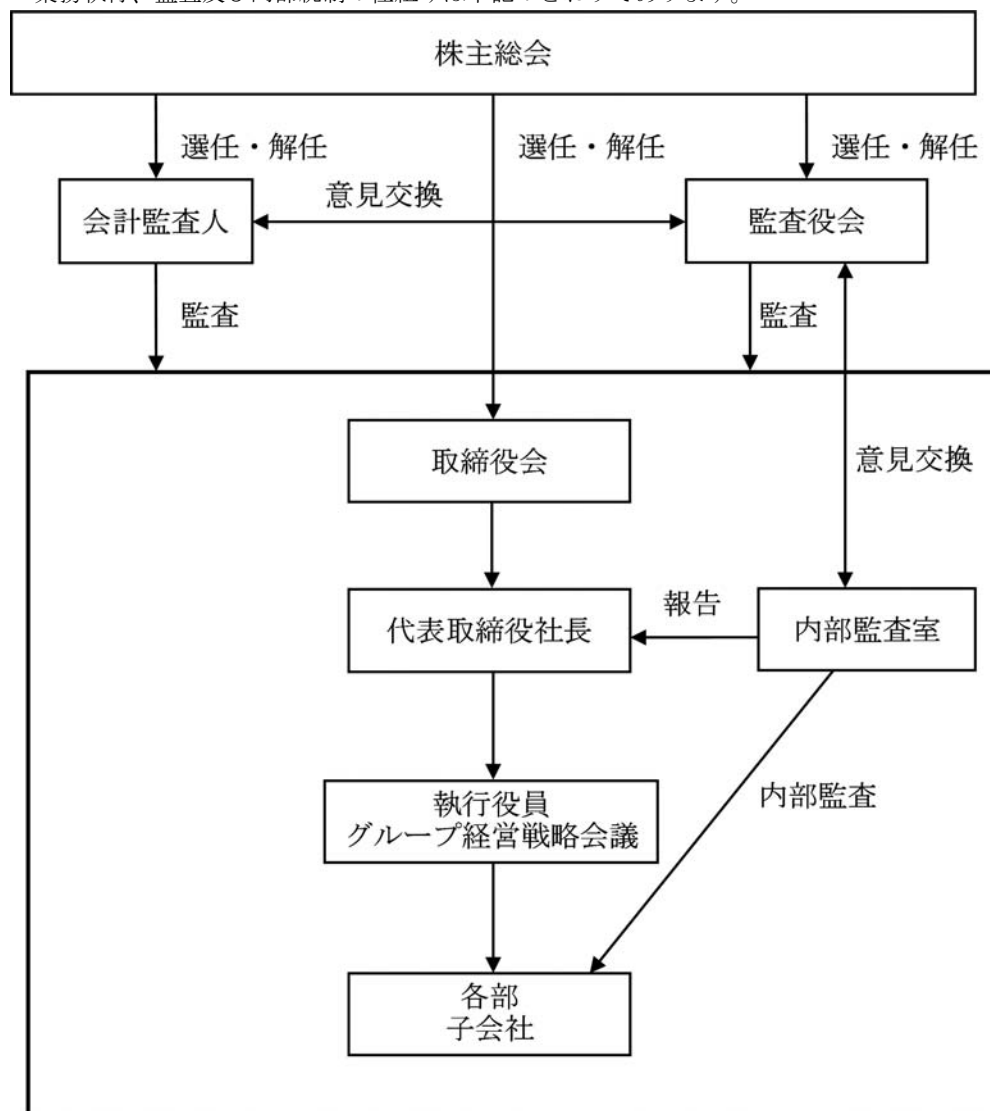 株主総会
選任・解任
選任・解任
選任・解任
会計監査人
意見交換
監査役会
監査
監査
取締役会
意見交換
代表取締役社長
報告
内部監査室
執行役員
グループ経営戦略会議
内部監査
各部
子会社